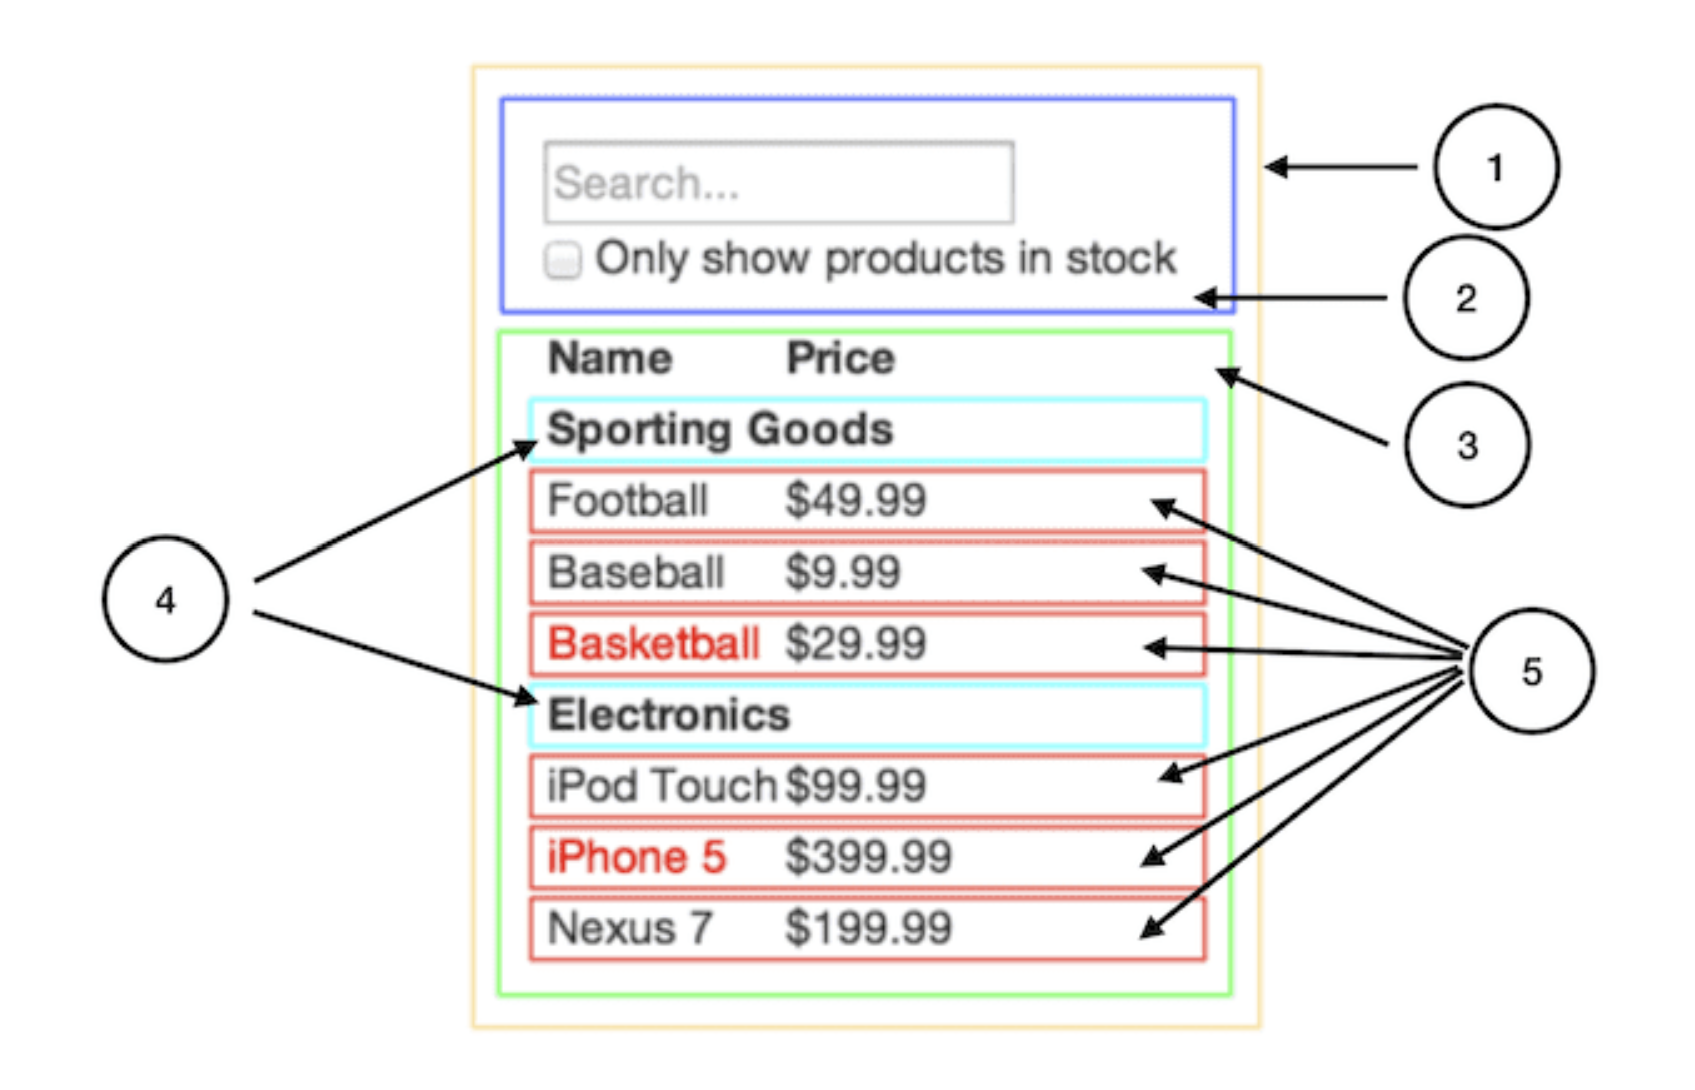 1
Search...
Only show products in stock
2
Name Price
3
Sporting Goods
Football $49.99
Baseball $9.99
4
Basketball $29.99
5
Electronics
iPod Touch $99.99
iPhone 5 $399.99
Nexus 7 $199.99